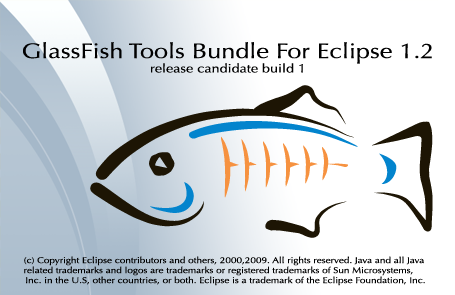 GlassFish Tools Bundle For Eclipse 1.2
release candidate build 1
(c) Copyright Eclipse contributors and others, 2000,2009. All rights reserved. Java and all Java
related trademarks and logos are trademarks or registered trademarks of Sun Microsystems,
Inc. in the U.S, other countries, or both. Eclipse is a trademark of the Eclipse Foundation, Inc.